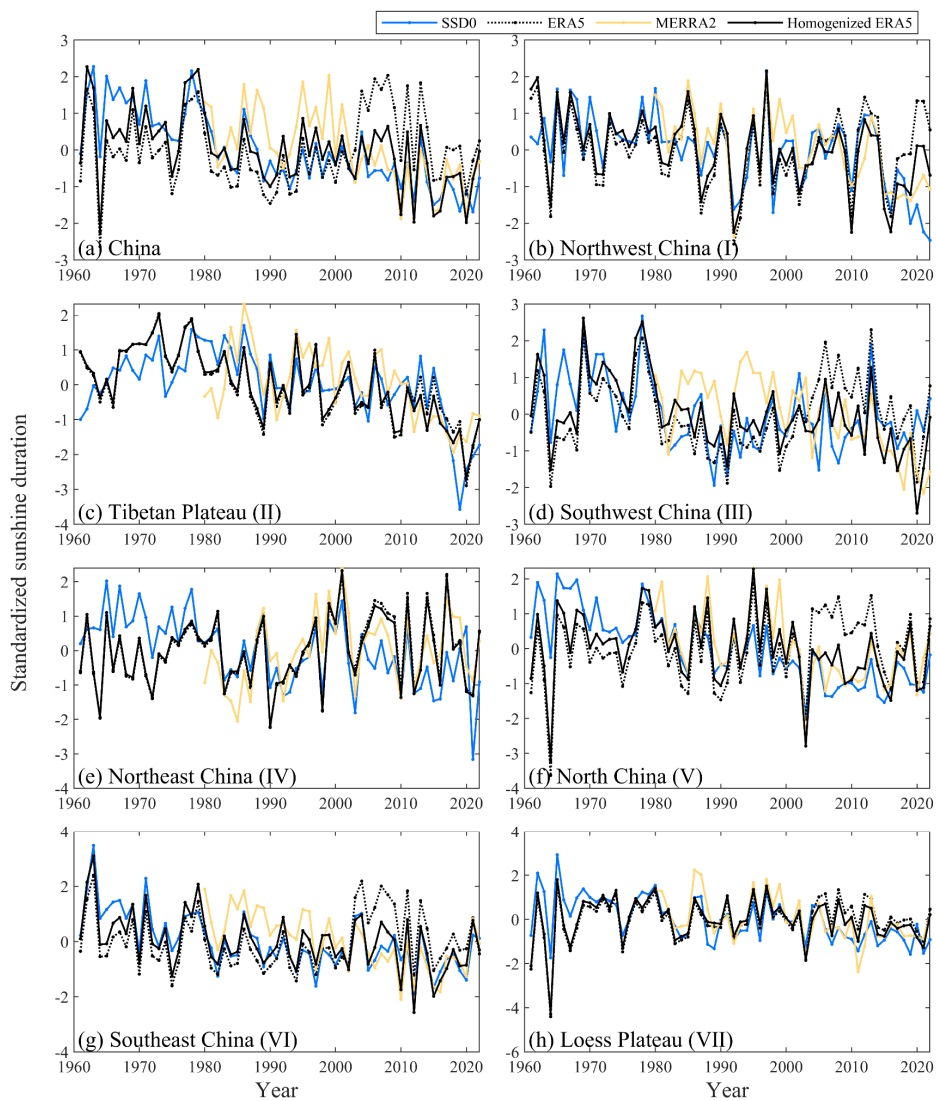 SSD0 ERA5 MERRA2 Homogenized ERA5
Standardized sunshine duration
3
2
1
0
-1
-2
-3
(a) China
1960 1970 1980 1990 2000 2010 2020
3
2
1
0
-1
-2
-3
(b) Northwest China (I)
1960 1970 1980 1990 2000 2010 2020
2
1
0
-1
-2
-3
-4
(c) Tibetan Plateau (II)
1960 1970 1980 1990 2000 2010 2020
3
2
1
0
-1
-2
-3
(d) Southwest China (III)
1960 1970 1980 1990 2000 2010 2020
2
1
0
-1
-2
-3
-4
(e) Northeast China (IV)
1960 1970 1980 1990 2000 2010 2020
2
1
0
-1
-2
-3
-4
(f) North China (V)
1960 1970 1980 1990 2000 2010 2020
4
2
0
-2
-4
(g) Southeast China (VI)
1960 1970 1980 1990 2000 2010 2020
Year
4
2
0
-2
-4
-6
(h) Loess Plateau (VII)
1960 1970 1980 1990 2000 2010 2020
Year